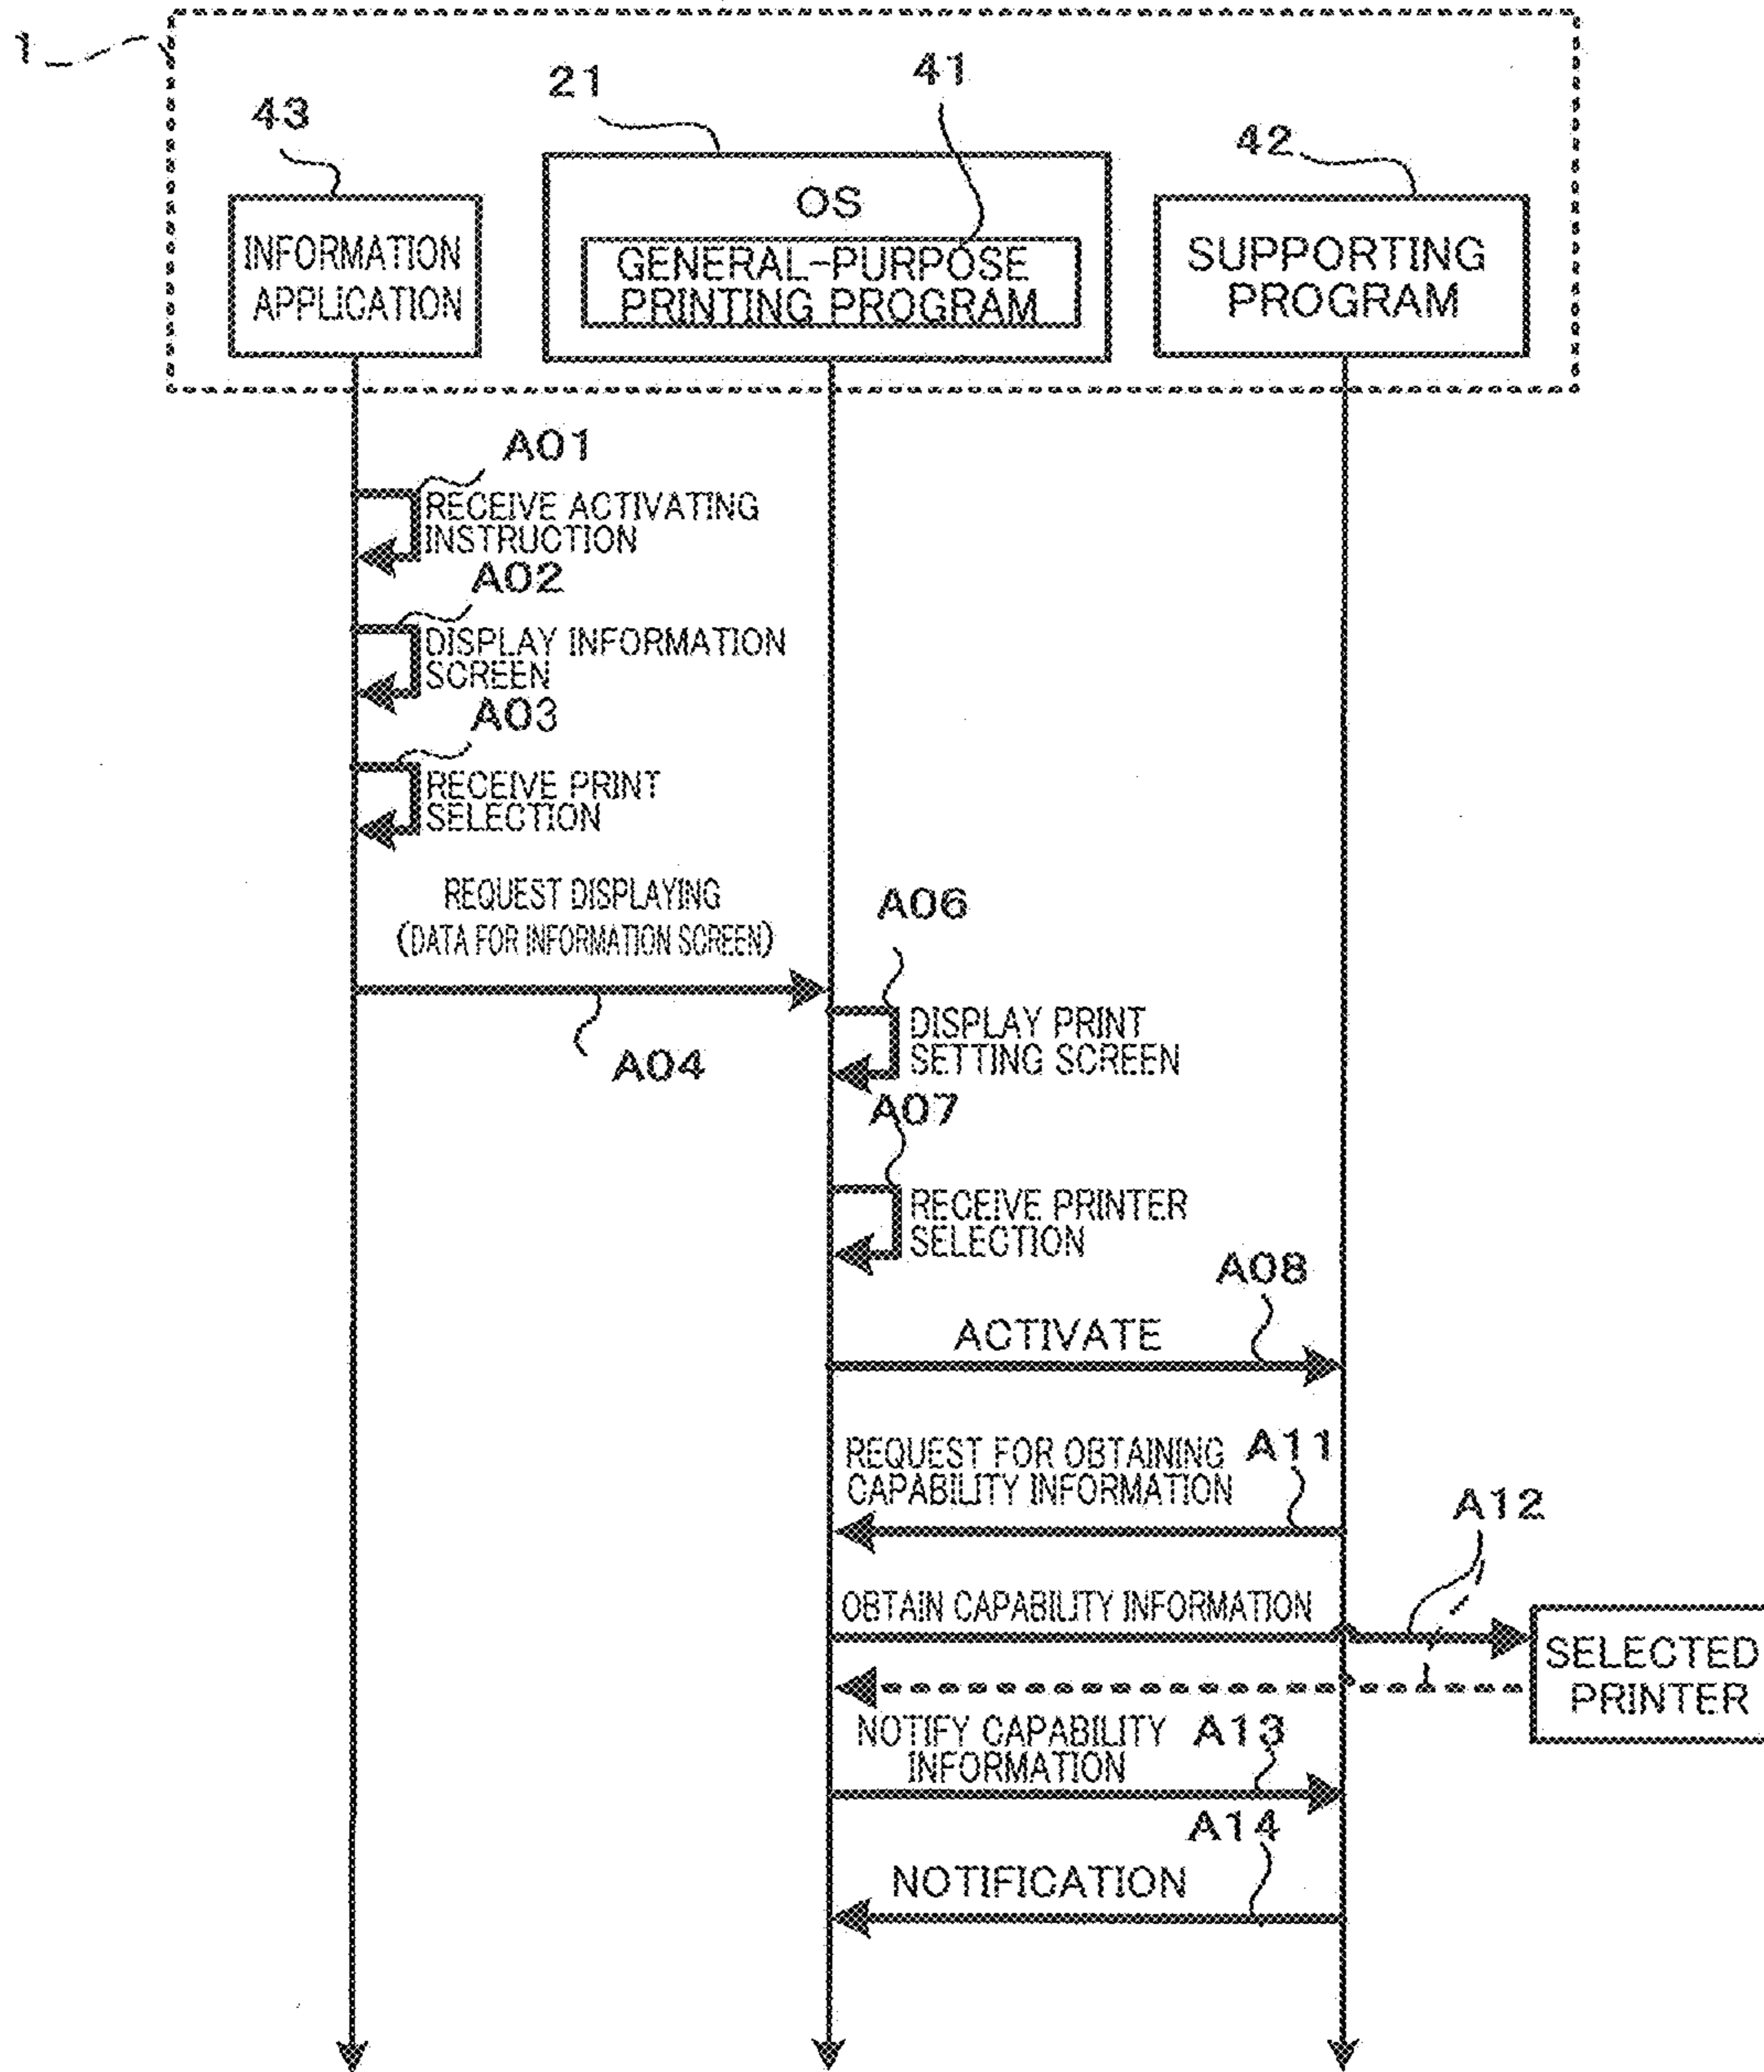 1
43
21
41
42
INFORMATION
APPLICATION
OS
GENERAL-PURPOSE
PRINTING PROGRAM
SUPPORTING
PROGRAM
A01
RECEIVE ACTIVATING
INSTRUCTION
A02
DISPLAY INFORMATION
SCREEN
A03
RECEIVE PRINT
SELECTION
REQUEST DISPLAYING
(DATA FOR INFORMATION SCREEN)
A04
A06
DISPLAY PRINT
SETTING SCREEN
A07
RECEIVE PRINTER
SELECTION
A08
ACTIVATE
REQUEST FOR OBTAINING
CAPABILITY INFORMATION
A11
A12
OBTAIN CAPABILITY INFORMATION
SELECTED
PRINTER
NOTIFY CAPABILITY
INFORMATION
A13
A14
NOTIFICATION